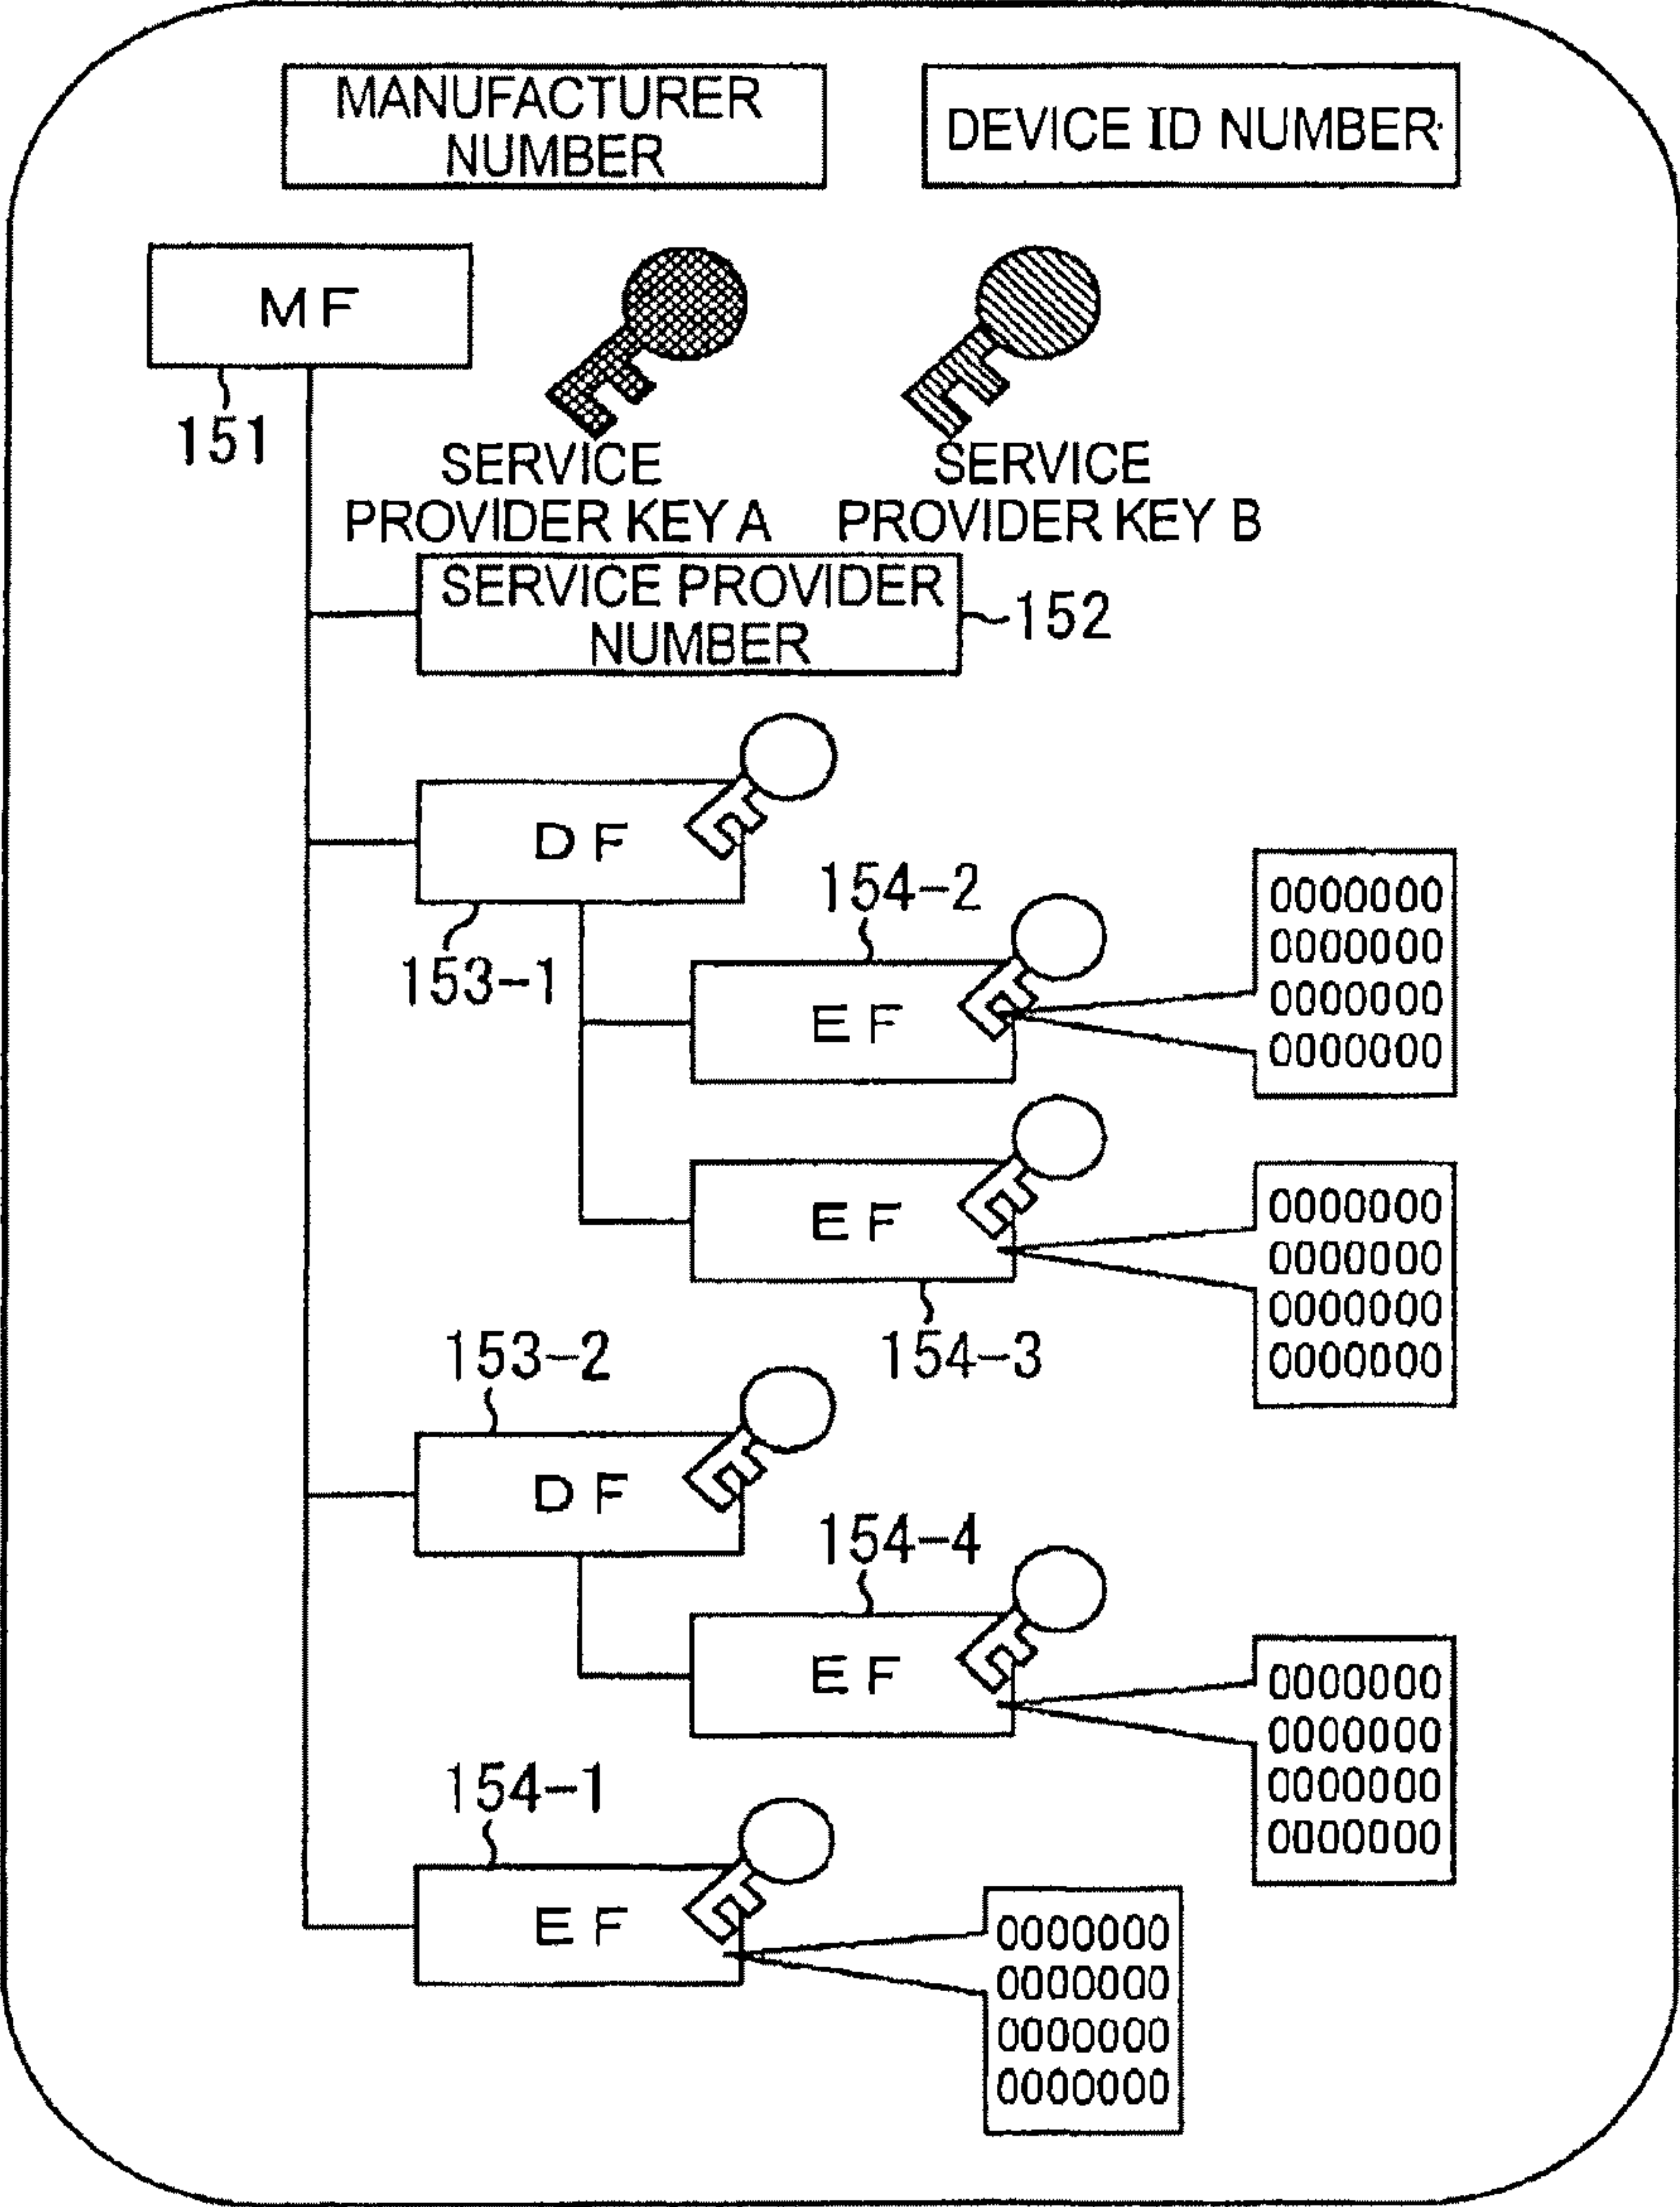 MANUFACTURER
NUMBER
DEVICE ID NUMBER
MF
151
SERVICE
PROVIDER KEY A
SERVICE
PROVIDER KEY B
SERVICE PROVIDER
NUMBER
152
DF
153-1
154-2
EF
0000000
0000000
0000000
0000000
EF
154-3
0000000
0000000
0000000
0000000
153-2
DF
154-4
EF
0000000
0000000
0000000
0000000
154-1
EF
0000000
0000000
0000000
0000000